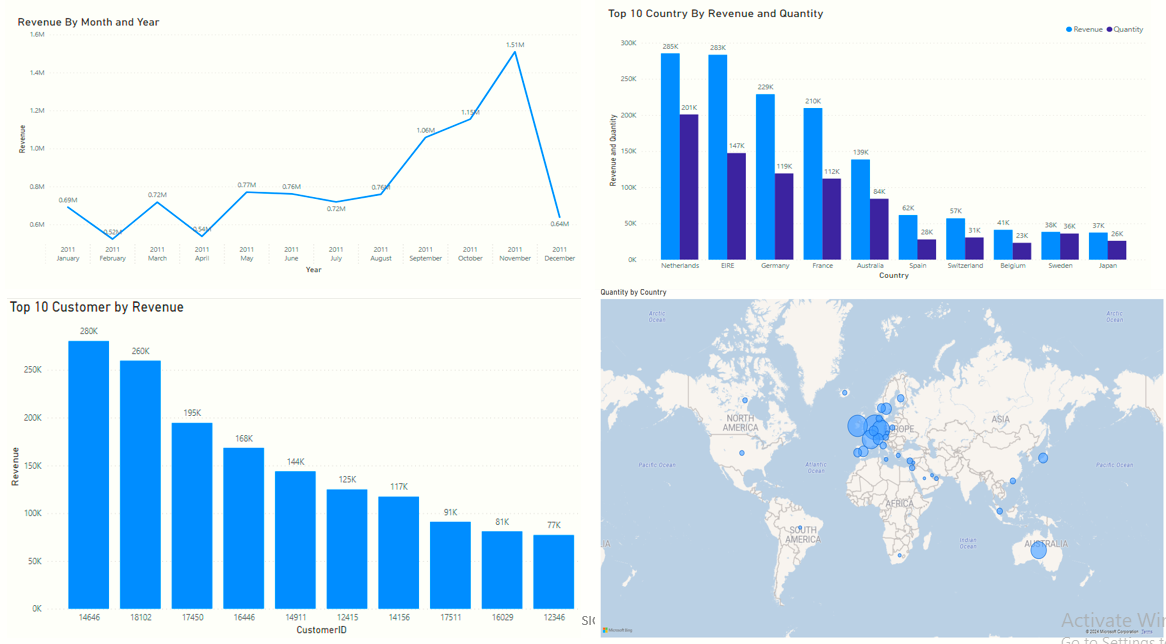 Revenue By Month and Year
1.6M
1.4M
1.2M
1.0M
0.8M
0.6M
Revenue
0.69M
0.52M
0.72M
0.54M
0.77M
0.76M
0.72M
0.76M
1.06M
1.15M
1.51M
0.64M
2011 2011 2011 2011 2011 2011 2011 2011 2011 2011 2011 2011
January February March April May June July August September October November December
Year
Top 10 Country By Revenue and Quantity
Revenue Quantity
300K
250K
200K
150K
100K
50K
0K
Revenue and Quantity
285K 201K 283K 147K 229K 119K 210K 112K 139K 84K 62K 28K 57K 31K 41K 23K 38K 36K 37K 26K
Netherlands EIRE Germany France Australia Spain Switzerland Belgium Sweden Japan
Country
Top 10 Customer by Revenue
250K
200K
150K
100K
50K
0K
Revenue
280K 260K 195K 168K 144K 125K 117K 91K 81K 77K
14646 18102 17450 16446 14911 12415 14156 17511 16029 12346
CustomerID
SIC
Quantity by Country
Arctic
Ocean
Arctic
Ocean
NORTH
AMERICA
ROPE
ASIA
Pacific Ocean
Atlantic
Ocean
Pacific Ocean
AFRICA
SOUTH
AMERICA
Indian
Ocean
IA
AUSTRALIA
Microsoft Bing
© 2024 Microsoft Corporation Terms
Activate Win
Go to Settings t